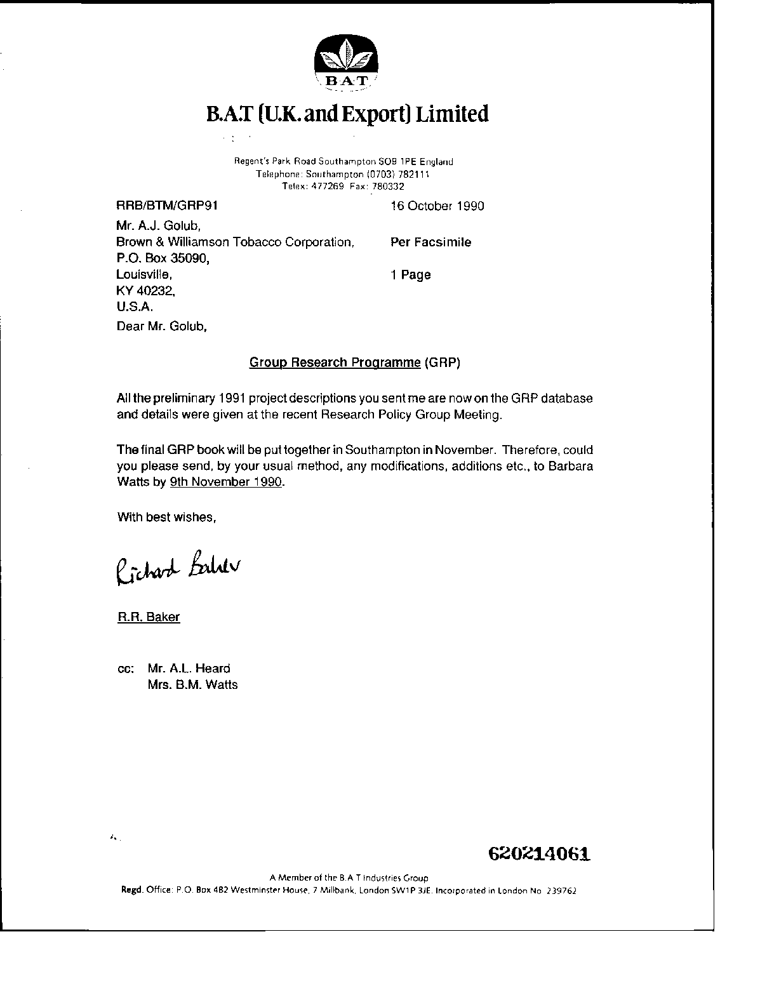 B·A·T
B.A.T (U.K. and Export) Limited
Regent's Park Road Southampton SO9 1PE England
Telephone: Southampton (0703) 782111
Telex: 477269 Fax: 780332
RRB/BTM/GRP91 16 October 1990
Mr. A.J. Golub,
Brown & Williamson Tobacco Corporation, Per Facsimile
P.O. Box 35090,
Louisville, 1 Page
KY 40232,
U.S.A.
Dear Mr. Golub,
Group Research Programme (GRP)
All the preliminary 1991 project descriptions you sent me are now on the GRP database
and details were given at the recent Research Policy Group Meeting.
The final GRP book will be put together in Southampton in November. Therefore, could
you please send, by your usual method, any modifications, additions etc., to Barbara
Watts by 9th November 1990.
With best wishes,
Richard Baker
R.R. Baker
cc: Mr. A.L. Heard
Mrs. B.M. Watts
620214061
A Member of the B.A.T Industries Group
Regd. Office: P.O. Box 482 Westminster House, 7 Millbank, London SW1P 3JE. Incorporated in London No. 239762